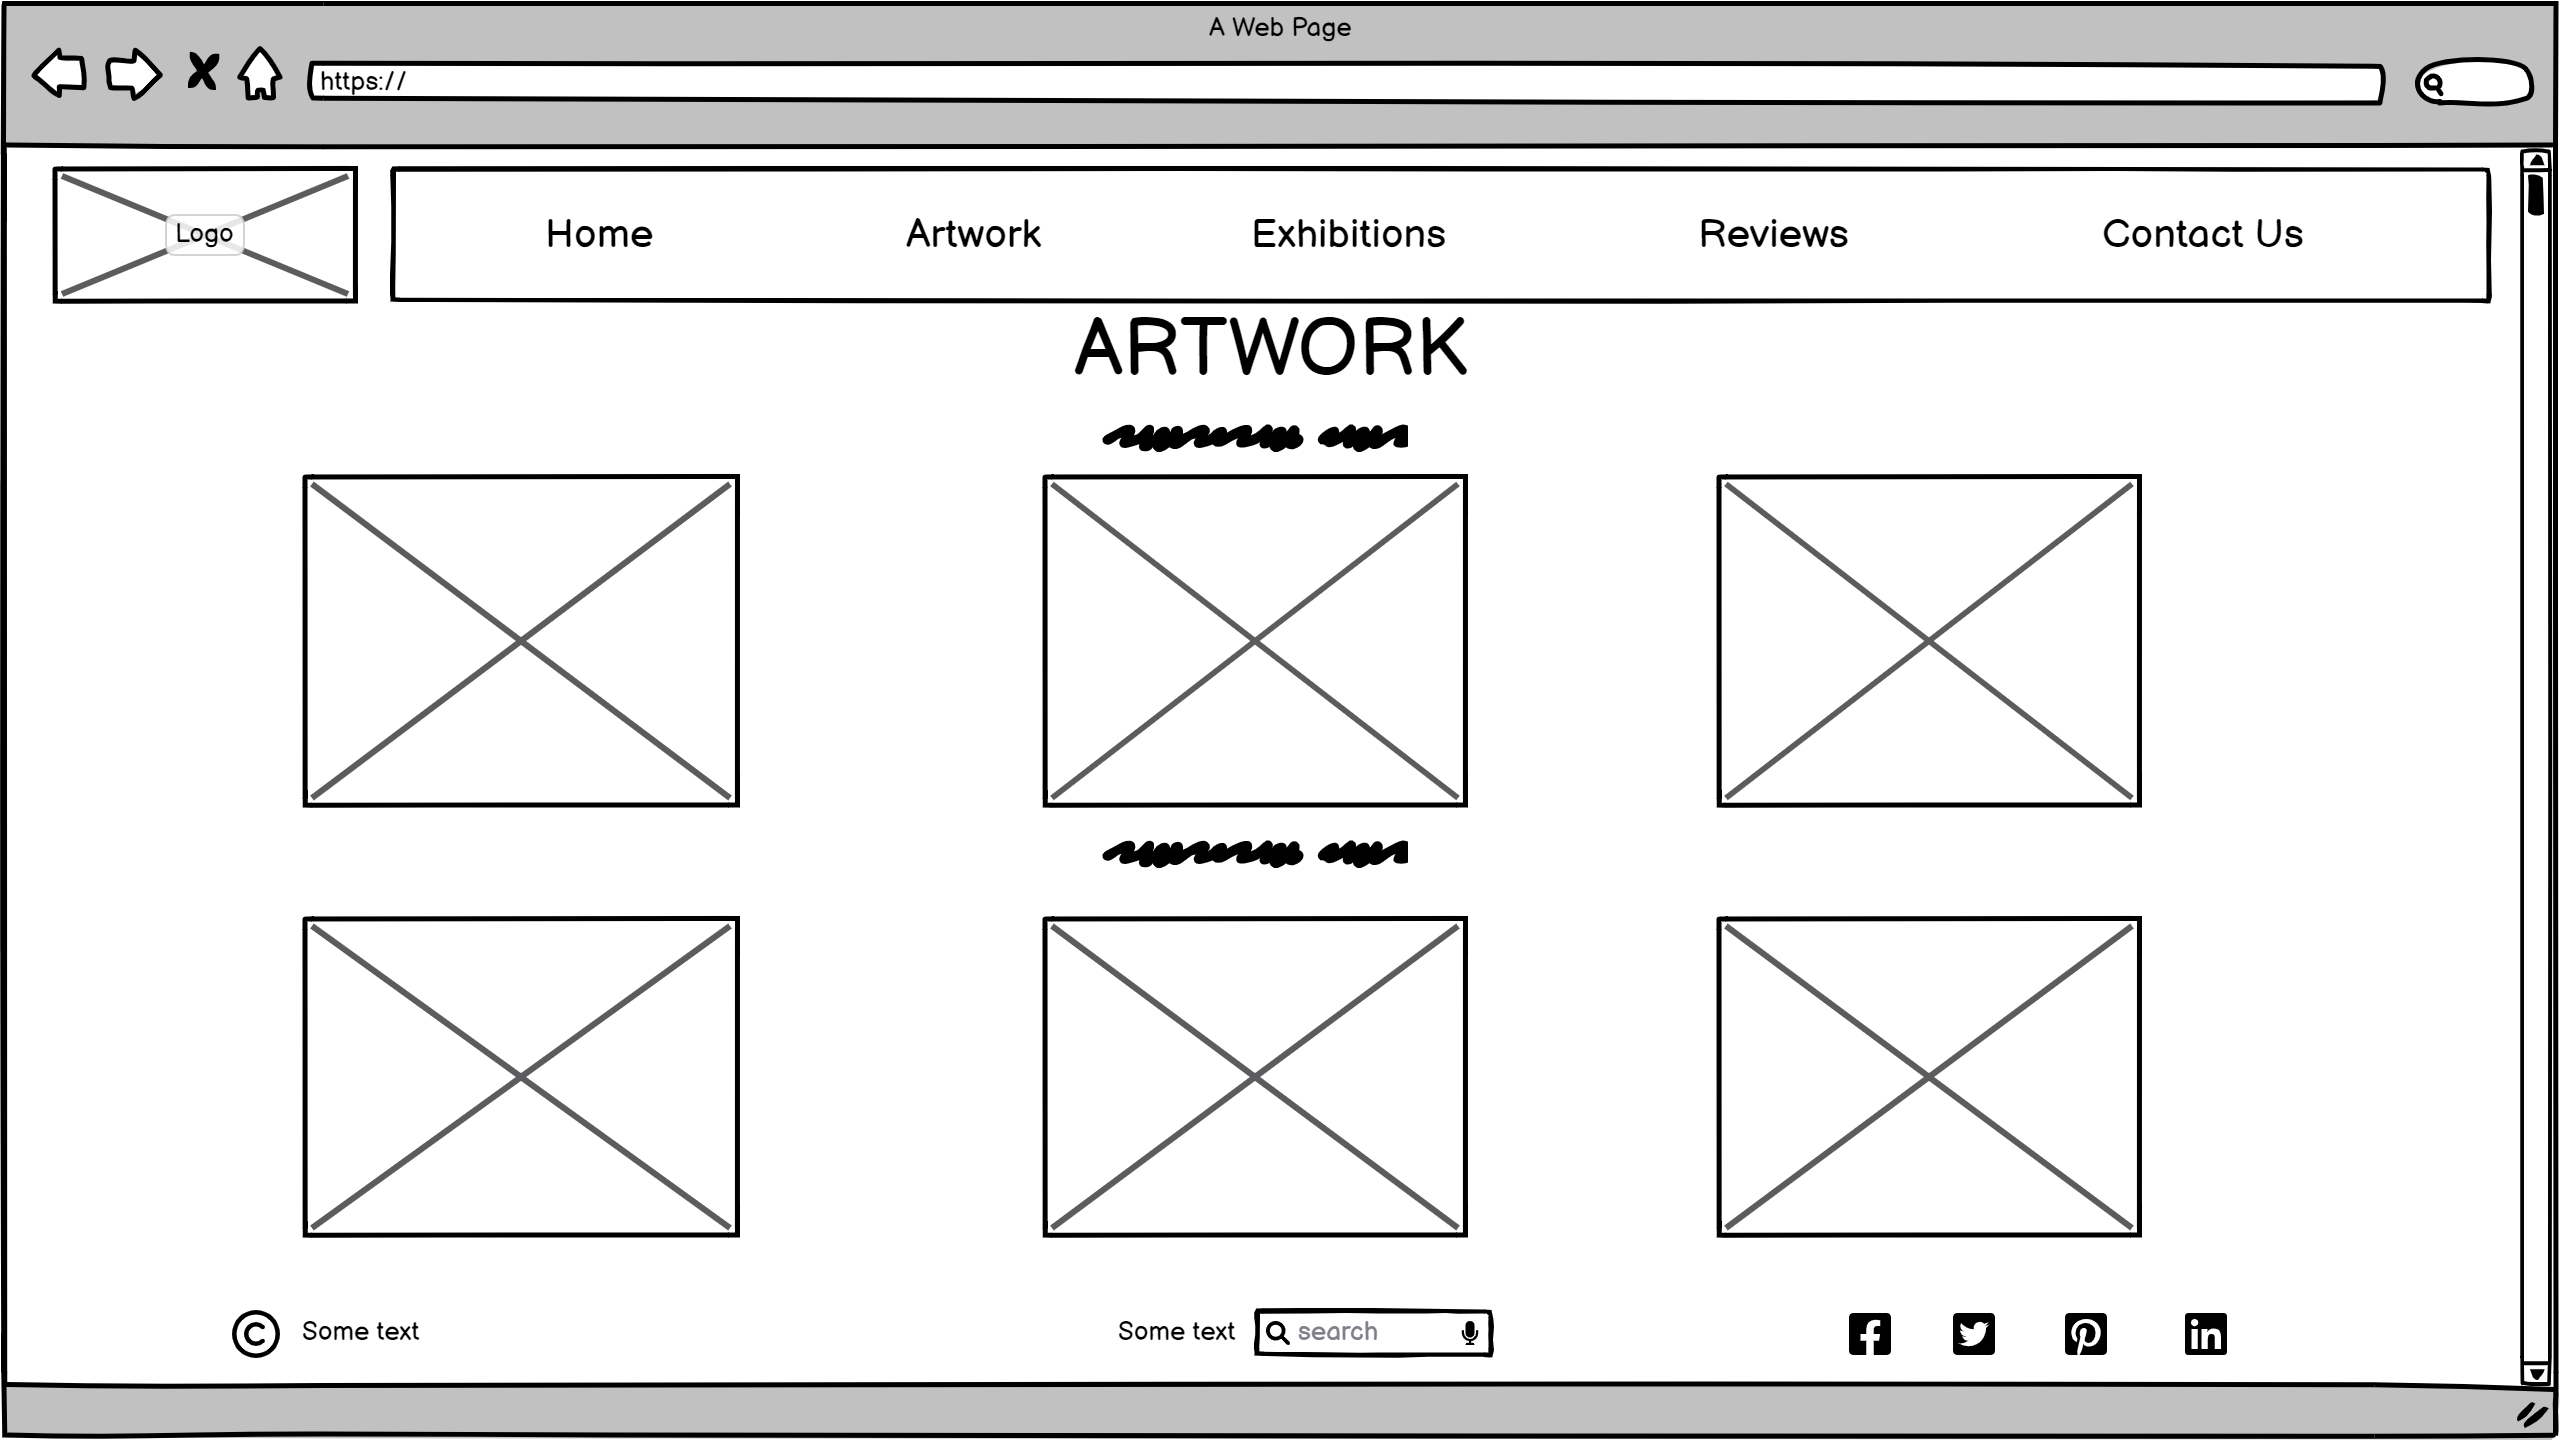 A Web Page
https://
Logo
Home Artwork Exhibitions Reviews Contact Us
ARTWORK
Some text
Some text search